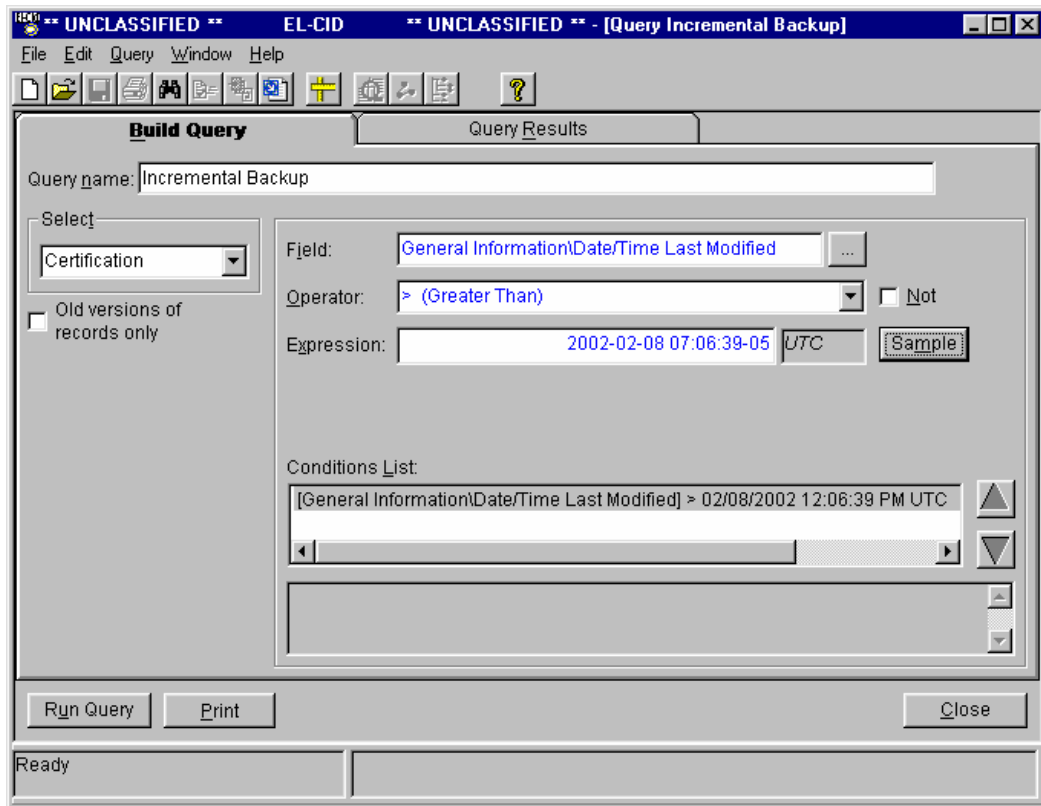 ** UNCLASSIFIED ** EL-CID ** UNCLASSIFIED ** - [Query Incremental Backup]
File Edit Query Window Help
Build Query Query Results
Query name: Incremental Backup
Select
Certification
Old versions of
records only
Field: General Information\Date/Time Last Modified ...
Operator: > (Greater Than) Not
Expression: 2002-02-08 07:06:39-05 UTC Sample
Conditions List:
[General Information\Date/Time Last Modified] > 02/08/2002 12:06:39 PM UTC
Run Query Print Close
Ready